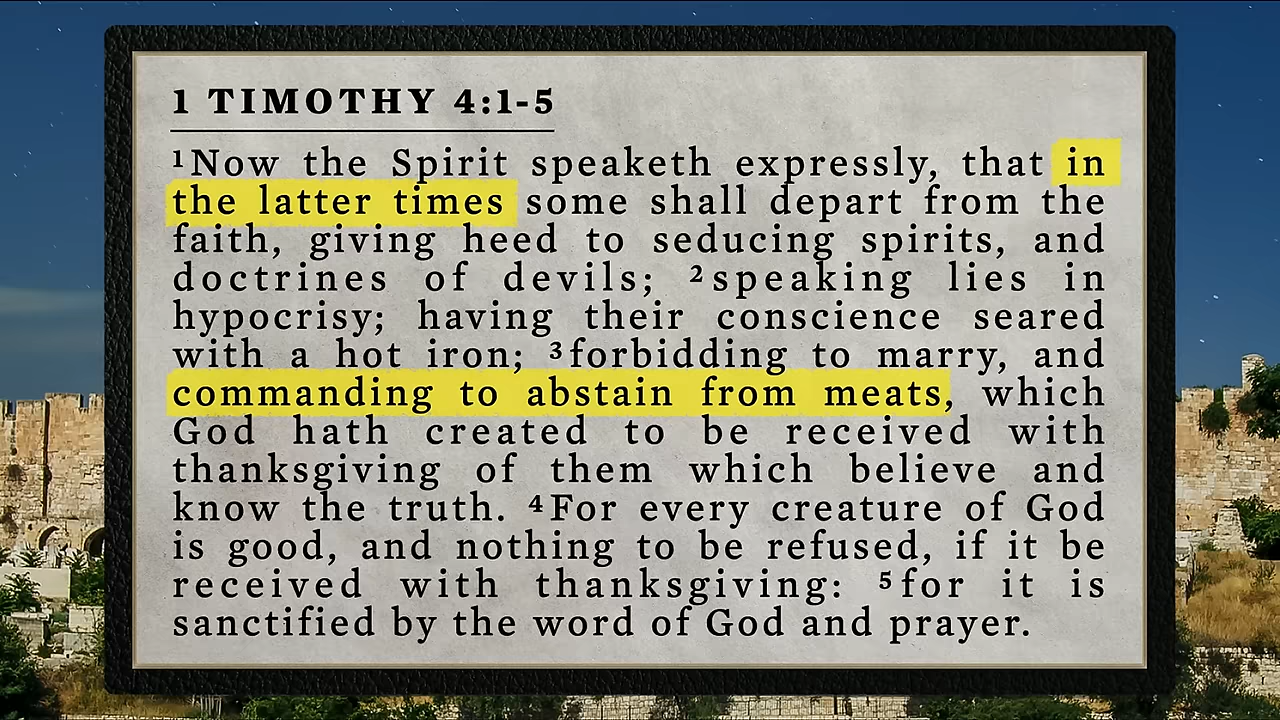 1 TIMOTHY 4:1-5
¹Now the Spirit speaketh expressly, that in
the latter times some shall depart from the
faith, giving heed to seducing spirits, and
doctrines of devils; ²speaking lies in
hypocrisy; having their conscience seared
with a hot iron; ³forbidding to marry, and
commanding to abstain from meats, which
God hath created to be received with
thanksgiving of them which believe and
know the truth. ⁴For every creature of God
is good, and nothing to be refused, if it be
received with thanksgiving: ⁵for it is
sanctified by the word of God and prayer.